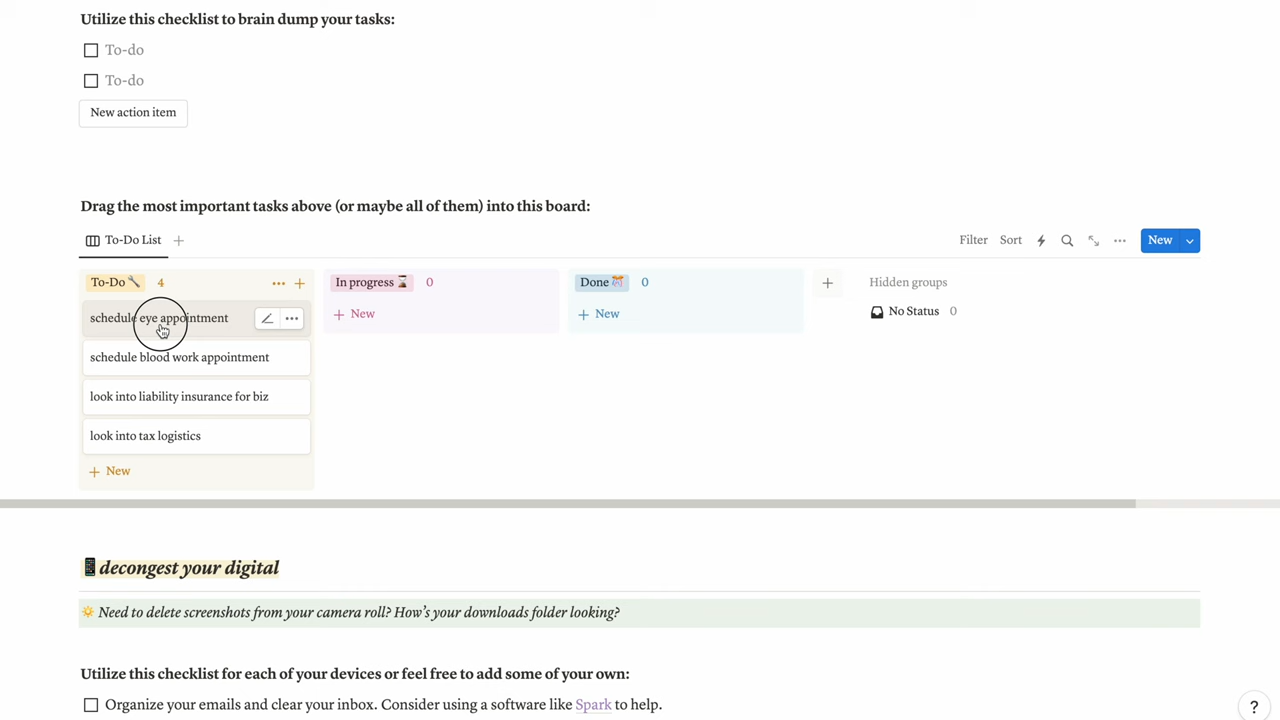 Utilize this checklist to brain dump your tasks:
To-do
To-do
New action item
Drag the most important tasks above (or maybe all of them) into this board:
To-Do List
Filter Sort New
To-Do 4 In progress 0 Done 0 Hidden groups
schedule eye appointment + New + New No Status 0
schedule blood work appointment
look into liability insurance for biz
look into tax logistics
+ New
decongest your digital
Need to delete screenshots from your camera roll? How's your downloads folder looking?
Utilize this checklist for each of your devices or feel free to add some of your own:
Organize your emails and clear your inbox. Consider using a software like Spark to help.
?